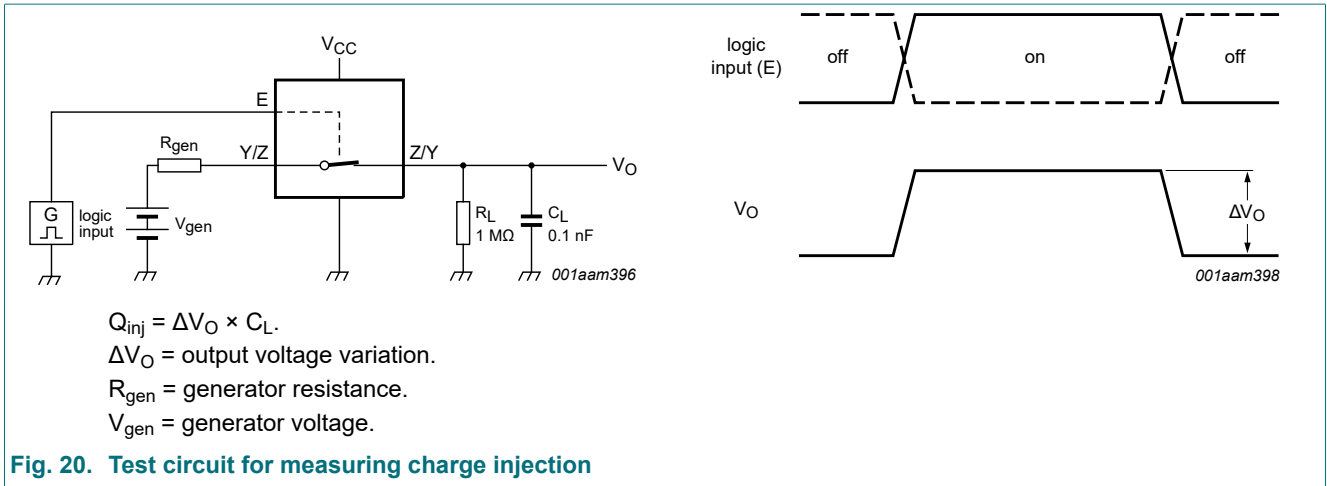 VCC
E
Rgen
Y/Z
Z/Y
VO
G
logic
input
Vgen
RL
1 MΩ
CL
0.1 nF
001aam396
logic
input (E)
off
on
off
VO
ΔVO
001aam398
Qinj = ΔVO × CL.
ΔVO = output voltage variation.
Rgen = generator resistance.
Vgen = generator voltage.
Fig. 20. Test circuit for measuring charge injection